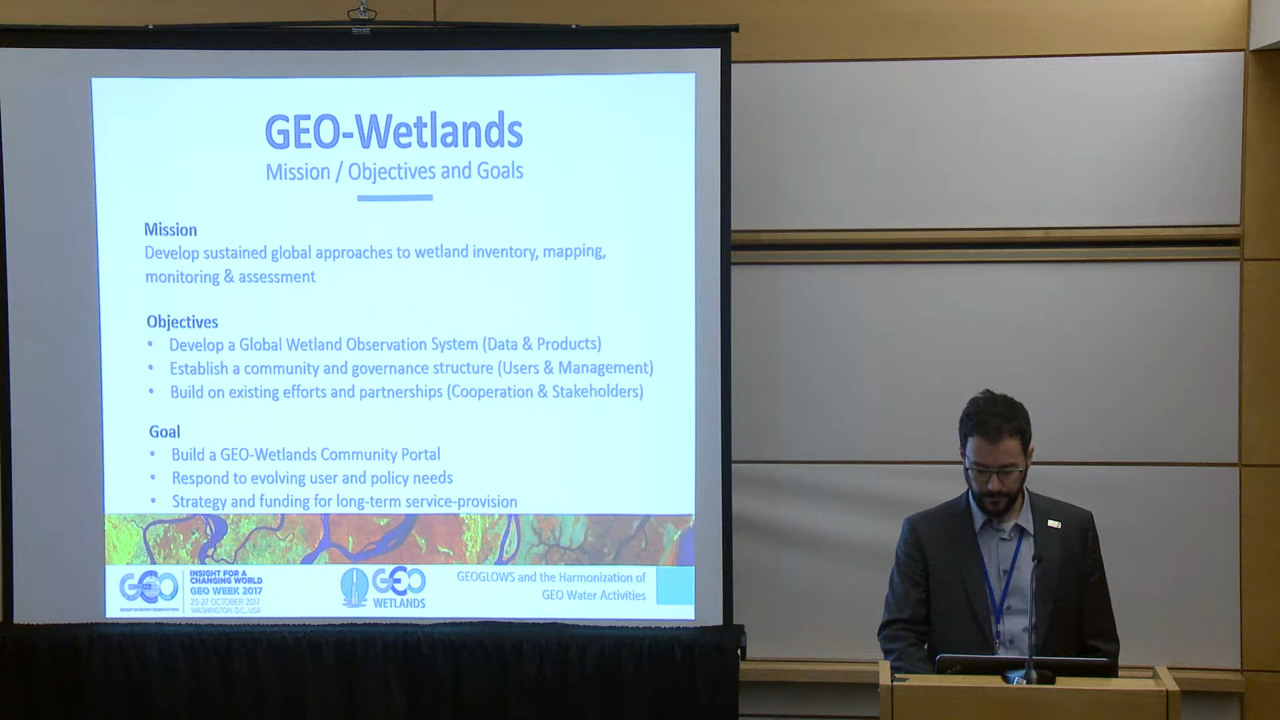 GEO-Wetlands
Mission / Objectives and Goals
Mission
Develop sustained global approaches to wetland inventory, mapping,
monitoring & assessment
Objectives
• Develop a Global Wetland Observation System (Data & Products)
• Establish a community and governance structure (Users & Management)
• Build on existing efforts and partnerships (Cooperation & Stakeholders)
Goal
• Build a GEO-Wetlands Community Portal
• Respond to evolving user and policy needs
• Strategy and funding for long-term service-provision
GEO
GROUP ON EARTH OBSERVATIONS
INSIGHT FOR A
CHANGING WORLD
GEO WEEK 2017
23-27 OCTOBER 2017
WASHINGTON, D.C., USA
GEO
WETLANDS
GEOGLOWS and the Harmonization of
GEO Water Activities